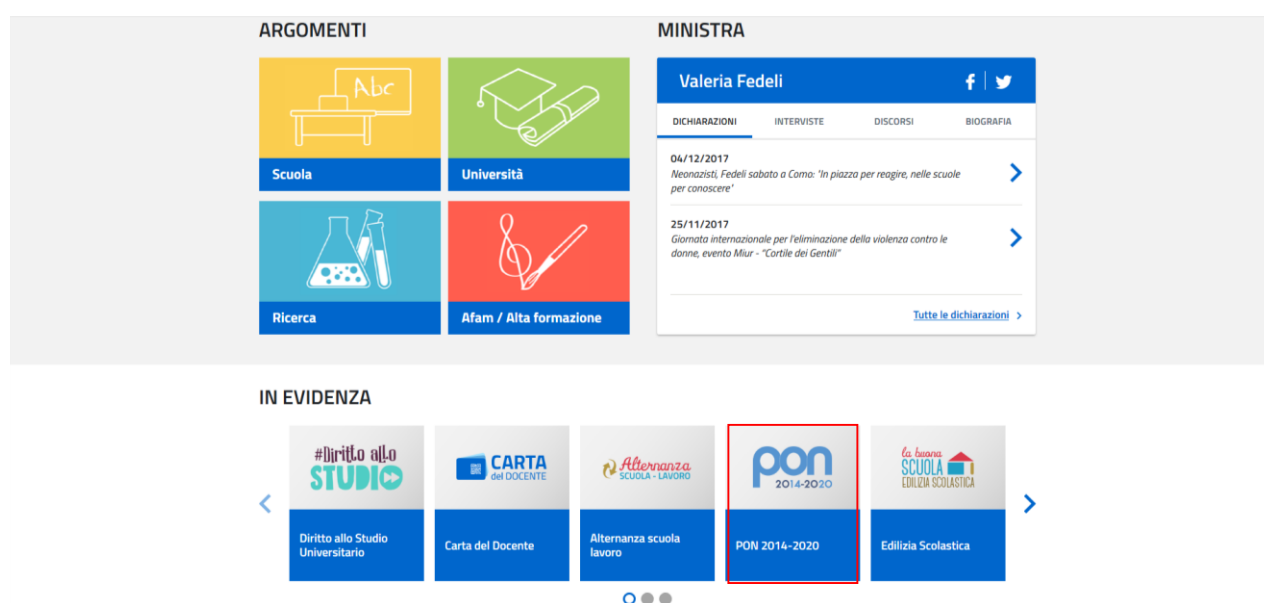 ARGOMENTI
Abc
Scuola
Università
Ricerca
Afam / Alta formazione
MINISTRA
Valeria Fedeli
DICHIARAZIONI INTERVISTE DISCORSI BIOGRAFIA
04/12/2017
Neonazisti, Fedeli sabato a Como: "In piazza per reagire, nelle scuole
per conoscere"
25/11/2017
Giornata internazionale per l'eliminazione della violenza contro le
donne, evento Miur - "Cortile dei Gentili"
Tutte le dichiarazioni
IN EVIDENZA
#Diritto allo
STUDIO
Diritto allo Studio
Universitario
CARTA
del DOCENTE
Carta del Docente
Alternanza
SCUOLA - LAVORO
Alternanza scuola
lavoro
pon
2014-2020
PON 2014-2020
la buona
SCUOLA
EDILIZIA SCOLASTICA
Edilizia Scolastica